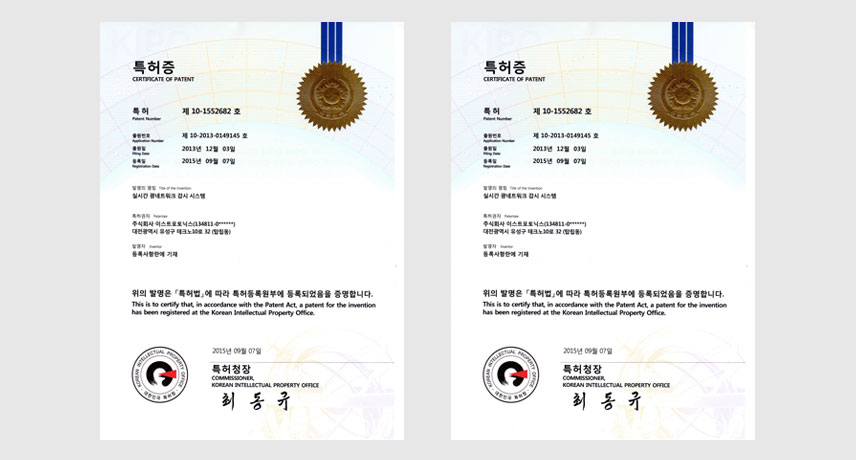 특허증
CERTIFICATE OF PATENT
특 허
Patent Number
제 10-1552682 호
출원번호
Application Number
제 10-2013-0149145 호
출원일
Filing Date
2013년 12월 03일
등록일
Registration Date
2015년 09월 07일
발명의 명칭 Title of the Invention
실시간 광네트워크 감시 시스템
특허권자 Patentee
주식회사 이스트포토닉스(134811-0******)
대전광역시 유성구 테크노10로 32 (탑립동)
발명자 Inventor
등록사항란에 기재
위의 발명은 「특허법」에 따라 특허등록원부에 등록되었음을 증명합니다.
This is to certify that, in accordance with the Patent Act, a patent for the invention
has been registered at the Korean Intellectual Property Office.
2015년 09월 07일
특허청장
COMMISSIONER,
KOREAN INTELLECTUAL PROPERTY OFFICE
최 동 규
KOREAN INTELLECTUAL PROPERTY OFFICE
대한민국 특허청
특허증
CERTIFICATE OF PATENT
특 허
Patent Number
제 10-1552682 호
출원번호
Application Number
제 10-2013-0149145 호
출원일
Filing Date
2013년 12월 03일
등록일
Registration Date
2015년 09월 07일
발명의 명칭 Title of the Invention
실시간 광네트워크 감시 시스템
특허권자 Patentee
주식회사 이스트포토닉스(134811-0******)
대전광역시 유성구 테크노10로 32 (탑립동)
발명자 Inventor
등록사항란에 기재
위의 발명은 「특허법」에 따라 특허등록원부에 등록되었음을 증명합니다.
This is to certify that, in accordance with the Patent Act, a patent for the invention
has been registered at the Korean Intellectual Property Office.
2015년 09월 07일
특허청장
COMMISSIONER,
KOREAN INTELLECTUAL PROPERTY OFFICE
최 동 규
KOREAN INTELLECTUAL PROPERTY OFFICE
대한민국 특허청